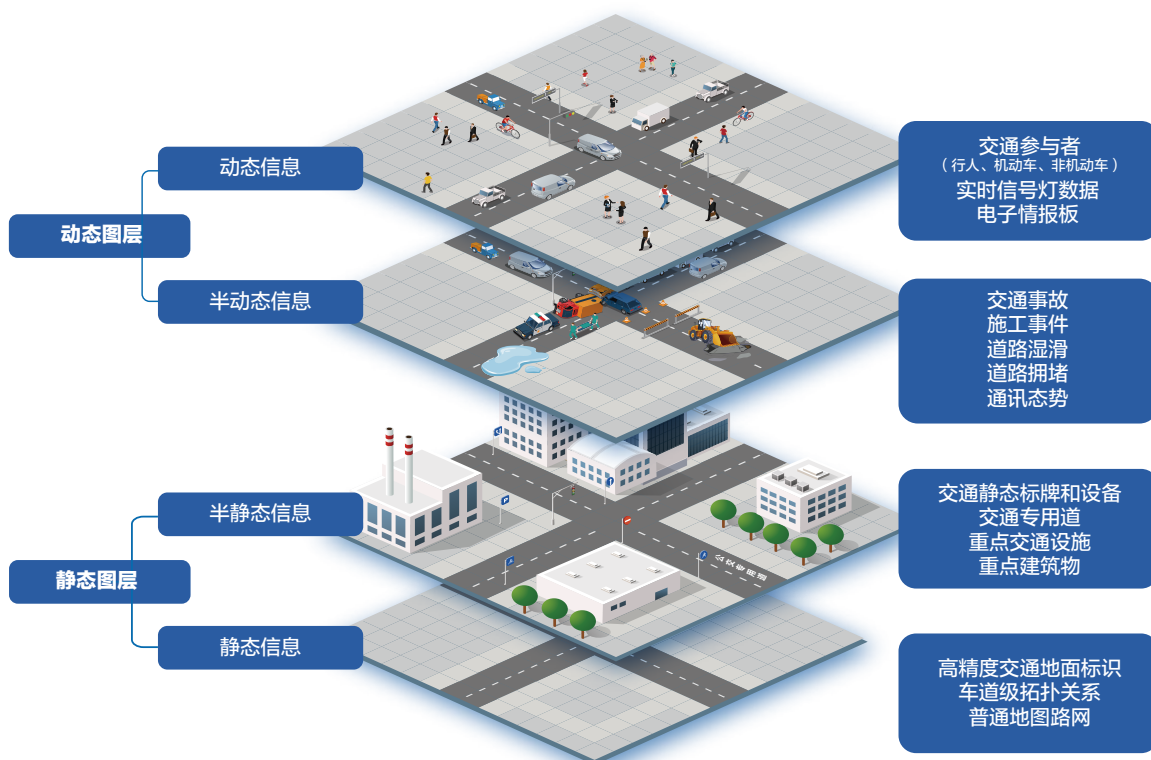 动态信息
动态图层
半动态信息
半静态信息
静态图层
静态信息
交通参与者
（行人、机动车、非机动车）
实时信号灯数据
电子情报板
交通事故
施工事件
道路湿滑
道路拥堵
通讯态势
交通静态标牌和设备
交通专用道
重点交通设施
重点建筑物
高精度交通地面标识
车道级拓扑关系
普通地图路网
公交专用道
P